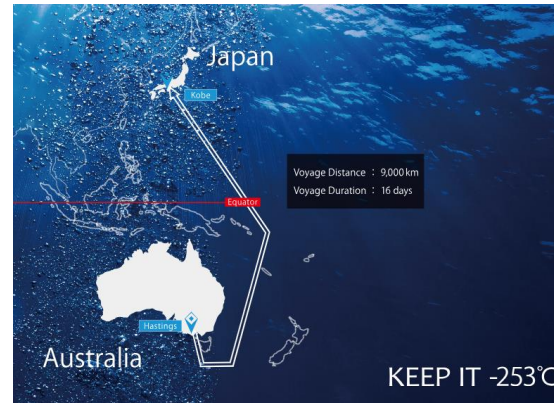 Japan
Kobe
Voyage Distance : 9,000 km
Voyage Duration : 16 days
Equator
Hastings
Australia
KEEP IT -253℃